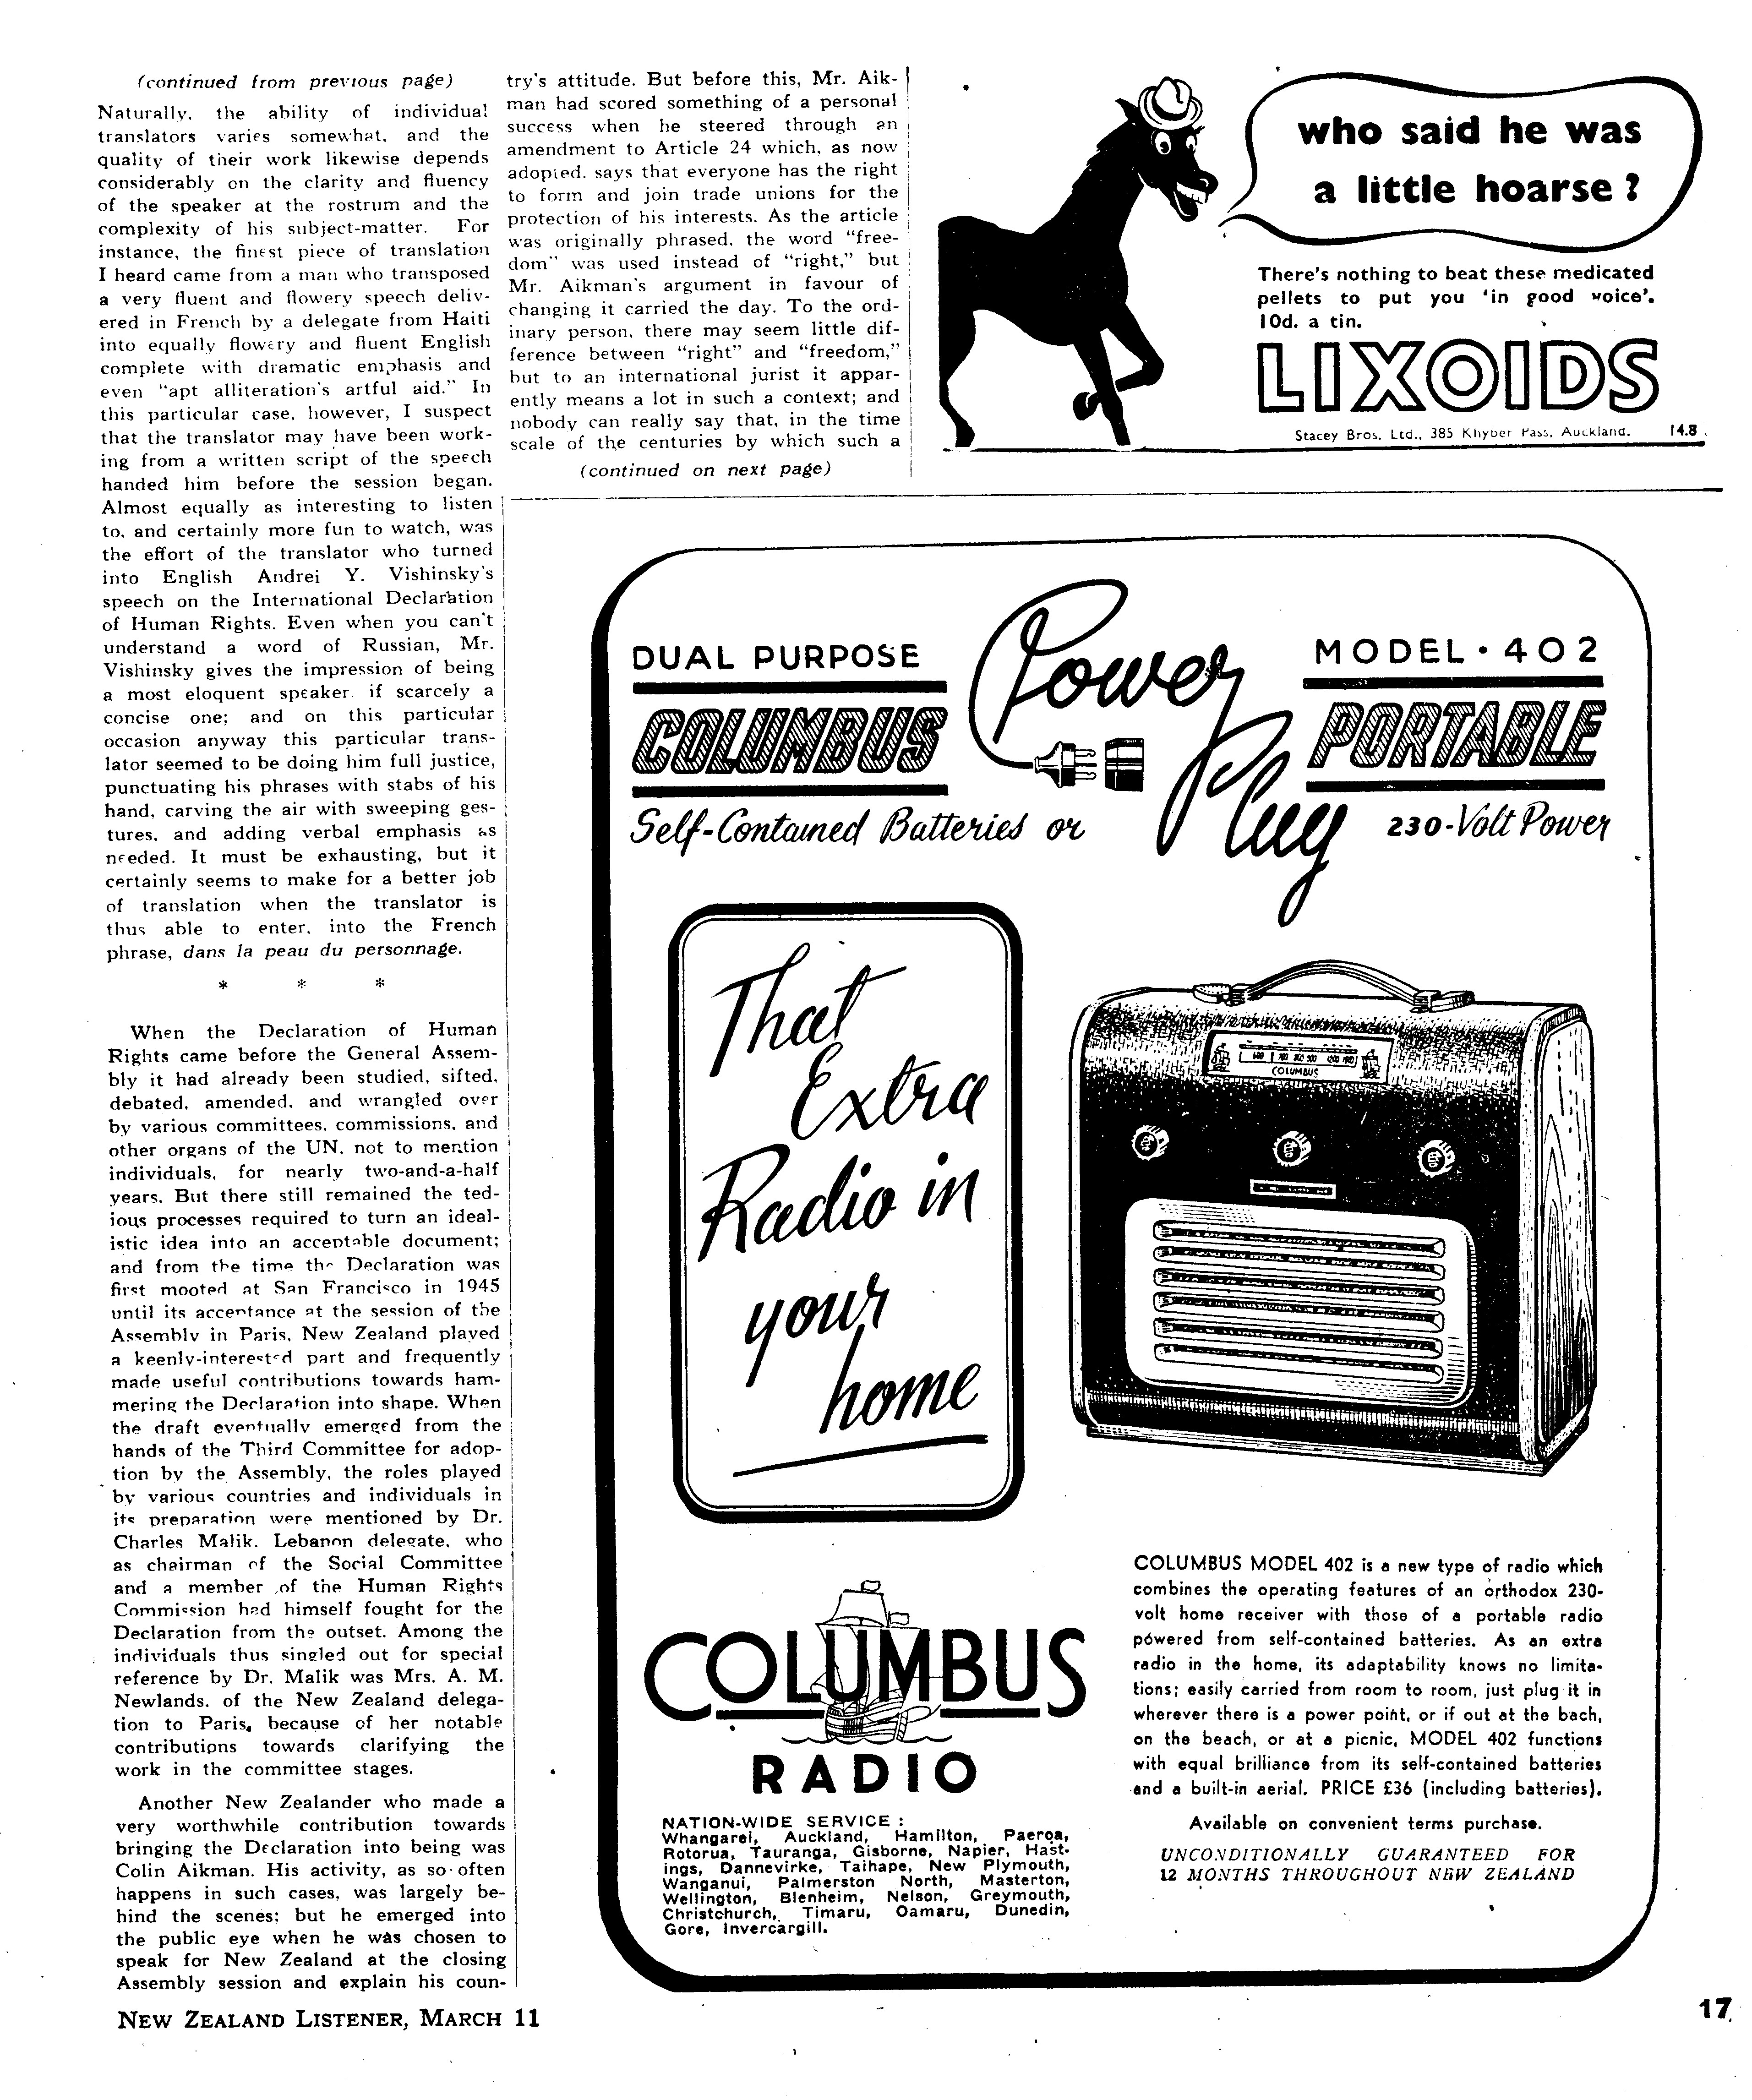 (continued from previous page)
Naturally, the ability of individual
translators varies somewhat, and the
quality of their work likewise depends
considerably on the clarity and fluency
of the speaker at the rostrum and the
complexity of his subject-matter. For
instance, the finest piece of translation
I heard came from a man who transposed
a very fluent and flowery speech deliv-
ered in French by a delegate from Haiti
into equally flowery and fluent English
complete with dramatic emphasis and
even "apt alliteration's artful aid." In
this particular case, however, I suspect
that the translator may have been work-
ing from a written script of the speech
handed him before the session began.
Almost equally as interesting to listen
to, and certainly more fun to watch, was
the effort of the translator who turned
into English Andrei Y. Vishinsky's
speech on the International Declaration
of Human Rights. Even when you can't
understand a word of Russian, Mr.
Vishinsky gives the impression of being
a most eloquent speaker, if scarcely a
concise one; and on this particular
occasion anyway this particular trans-
lator seemed to be doing him full justice,
punctuating his phrases with stabs of his
hand, carving the air with sweeping ges-
tures, and adding verbal emphasis as
needed. It must be exhausting, but it
certainly seems to make for a better job
of translation when the translator is
thus able to enter, into the French
phrase, dans la peau du personnage.
* * *
When the Declaration of Human
Rights came before the General Assem-
bly it had already been studied, sifted,
debated, amended, and wrangled over
by various committees, commissions, and
other organs of the UN, not to mention
individuals, for nearly two-and-a-half
years. But there still remained the ted-
ious processes required to turn an ideal-
istic idea into an acceptable document;
and from the time the Declaration was
first mooted at San Francisco in 1945
until its acceptance at the session of the
Assembly in Paris, New Zealand played
a keenly-interested part and frequently
made useful contributions towards ham-
mering the Declaration into shape. When
the draft eventually emerged from the
hands of the Third Committee for adop-
tion by the Assembly, the roles played
by various countries and individuals in
its preparation were mentioned by Dr.
Charles Malik, Lebanon delegate, who
as chairman of the Social Committee
and a member of the Human Rights
Commission had himself fought for the
Declaration from the outset. Among the
individuals thus singled out for special
reference by Dr. Malik was Mrs. A. M.
Newlands, of the New Zealand delega-
tion to Paris, because of her notable
contributions towards clarifying the
work in the committee stages.
Another New Zealander who made a
very worthwhile contribution towards
bringing the Declaration into being was
Colin Aikman. His activity, as so often
happens in such cases, was largely be-
hind the scenes; but he emerged into
the public eye when he was chosen to
speak for New Zealand at the closing
Assembly session and explain his coun-
try's attitude. But before this, Mr. Aik-
man had scored something of a personal
success when he steered through an
amendment to Article 24 which, as now
adopted, says that everyone has the right
to form and join trade unions for the
protection of his interests. As the article
was originally phrased, the word "free-
dom" was used instead of "right," but
Mr. Aikman's argument in favour of
changing it carried the day. To the ord-
inary person, there may seem little dif-
ference between "right" and "freedom,"
but to an international jurist it appar-
ently means a lot in such a context; and
nobody can really say that, in the time
scale of the centuries by which such a
(continued on next page)
who said he was
a little hoarse?
There's nothing to beat these medicated
pellets to put you 'in good voice'.
10d. a tin.
LIXOIDS
Stacey Bros. Ltd., 385 Khyber Pass, Auckland. 14.8
DUAL PURPOSE
COLUMBUS
Power
Plug
MODEL • 402
PORTABLE
Self-Contained Batteries or
230-Volt Power
That
Extra
Radio in
your
home
COLUMBUS
COLUMBUS
RADIO
NATION-WIDE SERVICE :
Whangarei, Auckland, Hamilton, Paeroa,
Rotorua, Tauranga, Gisborne, Napier, Hast-
ings, Dannevirke, Taihape, New Plymouth,
Wanganui, Palmerston North, Masterton,
Wellington, Blenheim, Nelson, Greymouth,
Christchurch, Timaru, Oamaru, Dunedin,
Gore, Invercargill.
COLUMBUS MODEL 402 is a new type of radio which
combines the operating features of an orthodox 230-
volt home receiver with those of a portable radio
powered from self-contained batteries. As an extra
radio in the home, its adaptability knows no limita-
tions; easily carried from room to room, just plug it in
wherever there is a power point, or if out at the bach,
on the beach, or at a picnic, MODEL 402 functions
with equal brilliance from its self-contained batteries
and a built-in aerial. PRICE £36 (including batteries).
Available on convenient terms purchase.
UNCONDITIONALLY GUARANTEED FOR
12 MONTHS THROUGHOUT NEW ZEALAND
NEW ZEALAND LISTENER, MARCH 11
17